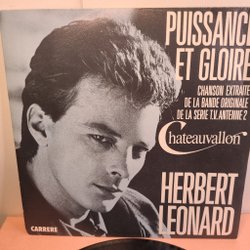 PUISSANCE
ET GLOIRE
CHANSON EXTRAITE
DE LA BANDE ORIGINALE
DE LA SERIE T.V. ANTENNE 2
Chateauvallon
HERBERT
LEONARD
CARRERE